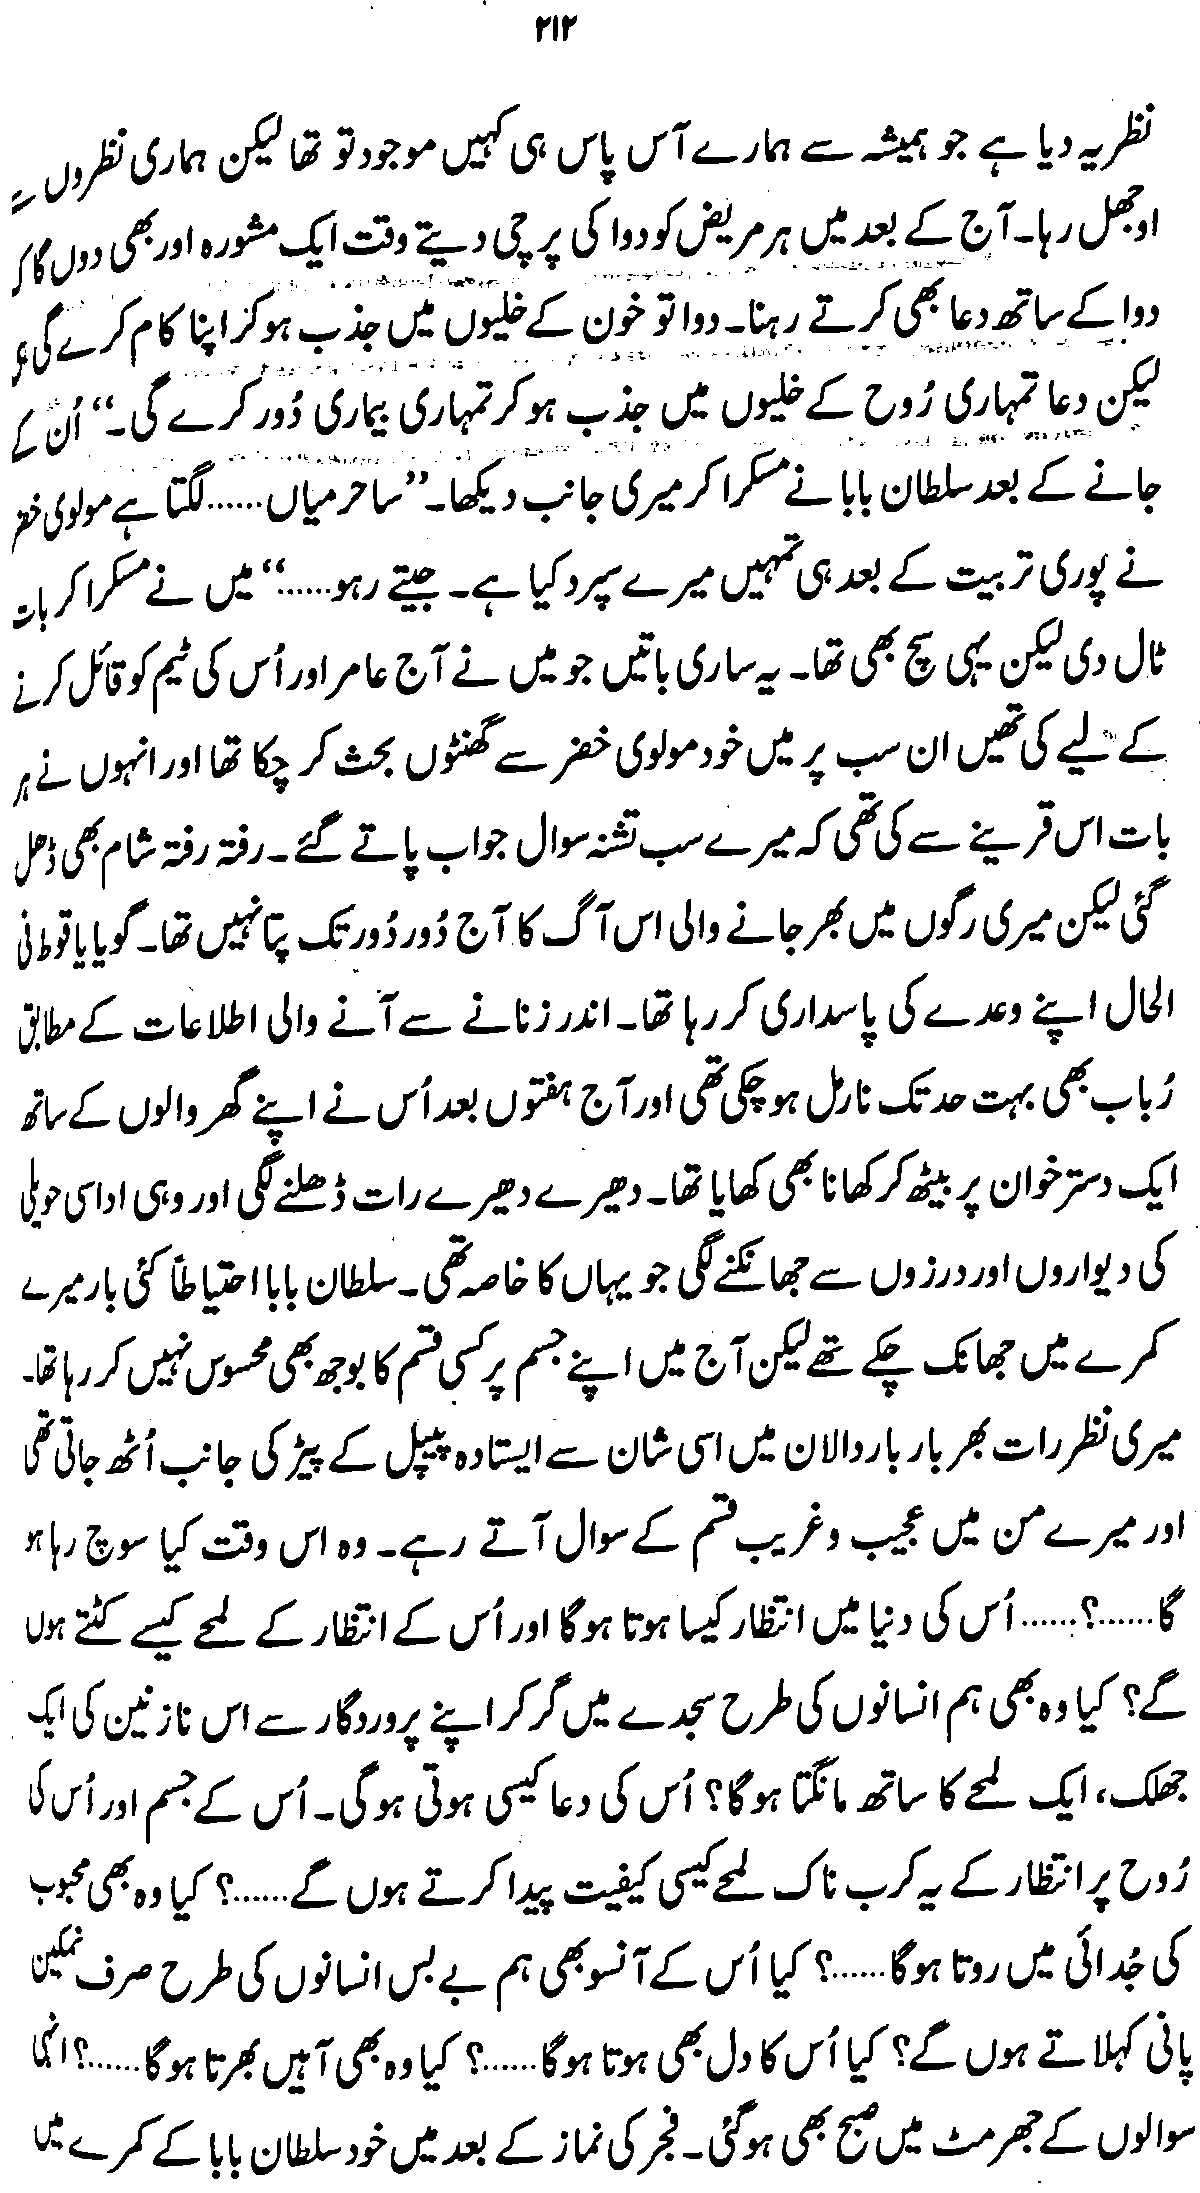 ۲۱۲
نظریہ دیا ہے جو ہمیشہ سے ہمارے آس پاس ہی کہیں موجود تو تھا لیکن ہماری نظروں سے
اوجھل رہا۔ آج کے بعد میں ہر مریض کو دوا کی پرچی دیتے وقت ایک مشورہ اور بھی دوں گا کہ
دوا کے ساتھ دعا بھی کرتے رہنا۔ دوا تو خون کے خلیوں میں جذب ہو کر اپنا کام کرے گی ہی
لیکن دعا تمہاری رُوح کے خلیوں میں جذب ہو کر تمہاری بیماری دُور کرے گی۔“ اُن کے
جانے کے بعد سلطان بابا نے مسکرا کر میری جانب دیکھا۔ ”ساحر میاں......لگتا ہے مولوی خضر
نے پوری تربیت کے بعد ہی تمہیں میرے سپرد کیا ہے۔ جیتے رہو......“ میں نے مسکرا کر بات
ٹال دی لیکن یہی سچ بھی تھا۔ یہ ساری باتیں جو میں نے آج عامر اور اُس کی ٹیم کو قائل کرنے
کے لیے کی تھیں ان سب پر میں خود مولوی خضر سے گھنٹوں بحث کر چکا تھا اور انہوں نے ہر
بات اس قرینے سے کی تھی کہ میرے سب تشنہ سوال جواب پاتے گئے۔ رفتہ رفتہ شام بھی ڈھل
گئی لیکن میری رگوں میں بھر جانے والی اس آگ کا آج دُور دُور تک پتا نہیں تھا۔ گویا یاقوط فی
الحال اپنے وعدے کی پاسداری کر رہا تھا۔ اندر زنانے سے آنے والی اطلاعات کے مطابق
رُباب بھی بہت حد تک نارمل ہو چکی تھی اور آج ہفتوں بعد اُس نے اپنے گھر والوں کے ساتھ
ایک دسترخوان پر بیٹھ کر کھانا بھی کھایا تھا۔ دھیرے دھیرے رات ڈھلنے لگی اور وہی اداسی حویلی
کی دیواروں اور درزوں سے جھانکنے لگی جو یہاں کا خاصہ تھی۔ سلطان بابا احتیاطاً کئی بار میرے
کمرے میں جھانک چکے تھے لیکن آج میں اپنے جسم پر کسی قسم کا بوجھ بھی محسوس نہیں کر رہا تھا۔
میری نظر رات بھر بار بار دالان میں اسی شان سے ایستادہ پیپل کے پیڑ کی جانب اُٹھ جاتی تھی
اور میرے من میں عجیب و غریب قسم کے سوال آتے رہے۔ وہ اس وقت کیا سوچ رہا ہو
گا......؟...... اُس کی دنیا میں انتظار کیسا ہوتا ہوگا اور اُس کے انتظار کے لمحے کیسے کٹتے ہوں
گے؟ کیا وہ بھی ہم انسانوں کی طرح سجدے میں گر کر اپنے پروردگار سے اس نازنین کی ایک
جھلک، ایک لمحے کا ساتھ مانگتا ہوگا؟ اُس کی دعا کیسی ہوتی ہوگی۔ اُس کے جسم اور اُس کی
رُوح پر انتظار کے یہ کرب ناک لمحے کیسی کیفیت پیدا کرتے ہوں گے......؟ کیا وہ بھی محبوب
کی جُدائی میں روتا ہوگا......؟ کیا اُس کے آنسو بھی ہم بے بس انسانوں کی طرح صرف نمکین
پانی کہلاتے ہوں گے؟ کیا اُس کا دل بھی ہوتا ہوگا......؟ کیا وہ بھی آہیں بھرتا ہوگا......؟ انہی
سوالوں کے جھرمٹ میں صبح بھی ہوگئی۔ فجر کی نماز کے بعد میں خود سلطان بابا کے کمرے میں